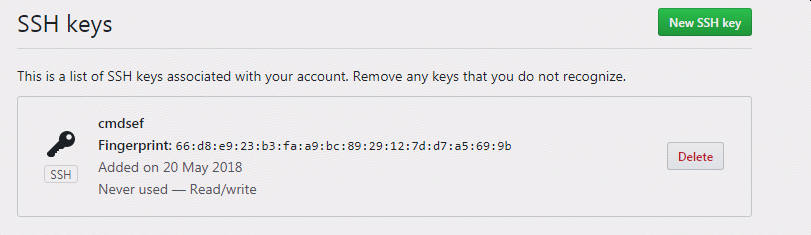 SSH keys
New SSH key
This is a list of SSH keys associated with your account. Remove any keys that you do not recognize.
cmdsef
Fingerprint: 66:d8:e9:23:b3:fa:a9:bc:89:29:12:7d:d7:a5:69:9b
Added on 20 May 2018
Never used — Read/write
SSH
Delete